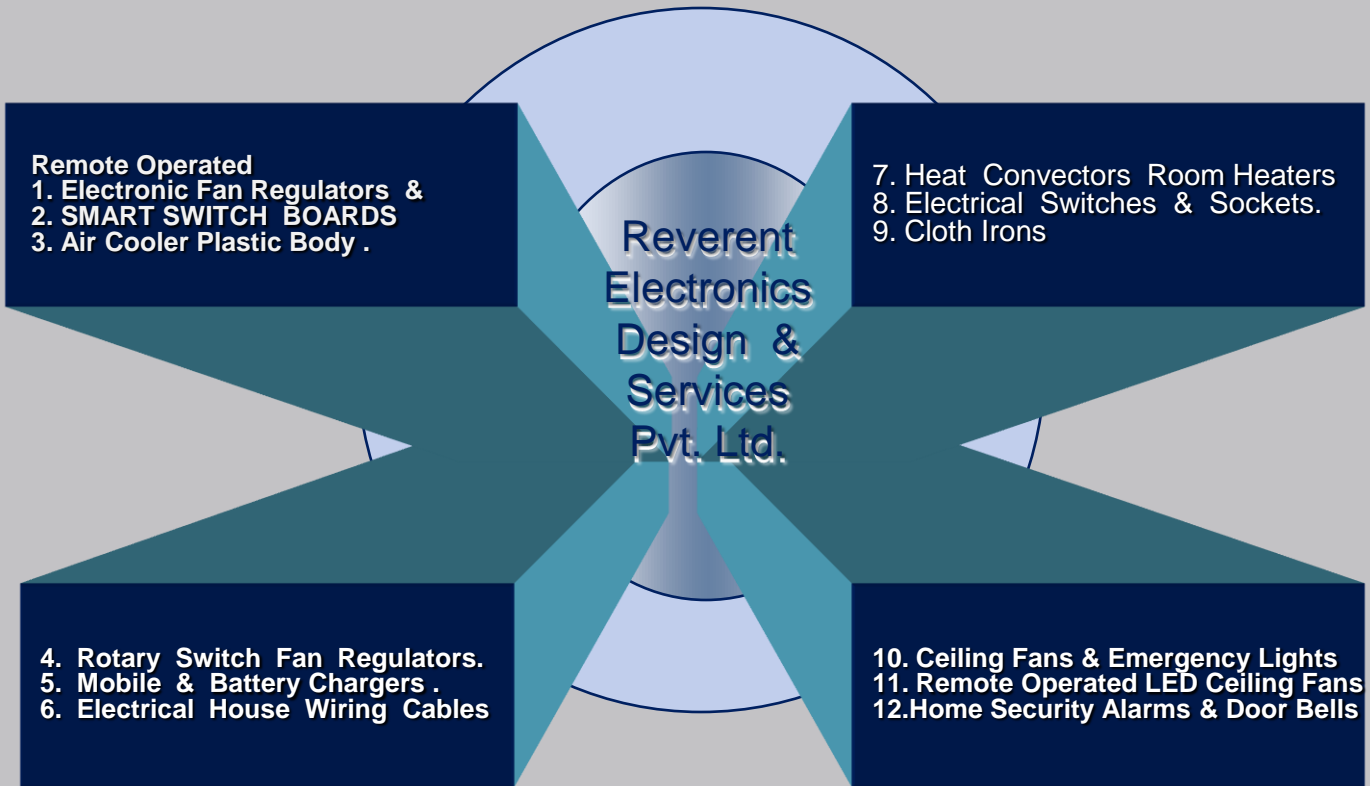 Remote Operated
1. Electronic Fan Regulators &
2. SMART SWITCH BOARDS
3. Air Cooler Plastic Body .
7. Heat Convectors Room Heaters
8. Electrical Switches & Sockets.
9. Cloth Irons
Reverent
Electronics
Design &
Services
Pvt. Ltd.
4. Rotary Switch Fan Regulators.
5. Mobile & Battery Chargers .
6. Electrical House Wiring Cables
10. Ceiling Fans & Emergency Lights
11. Remote Operated LED Ceiling Fans
12.Home Security Alarms & Door Bells